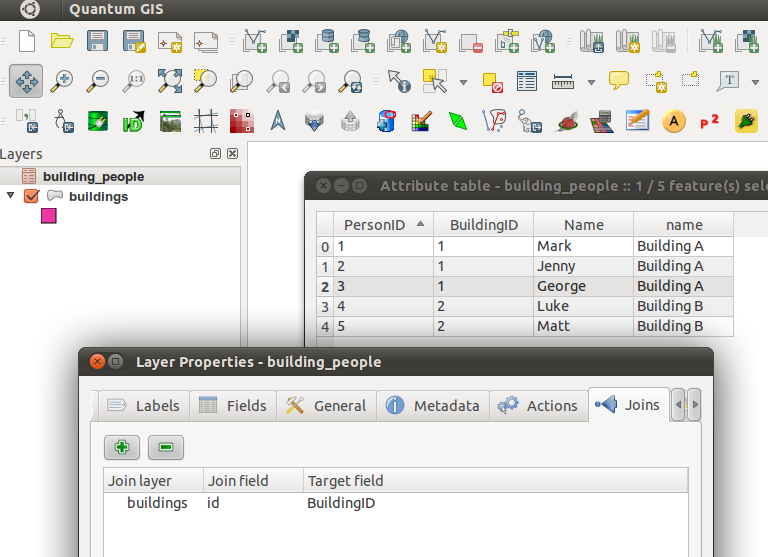 Quantum GIS
1:1
T
A
P2
Layers
building_people
buildings
Attribute table - building_people :: 1 / 5 feature(s) sele
PersonID BuildingID Name name
0 1 1 Mark Building A
1 2 1 Jenny Building A
2 3 1 George Building A
3 4 2 Luke Building B
4 5 2 Matt Building B
Layer Properties - building_people
Labels Fields General Metadata Actions Joins
Join layer Join field Target field
buildings id BuildingID